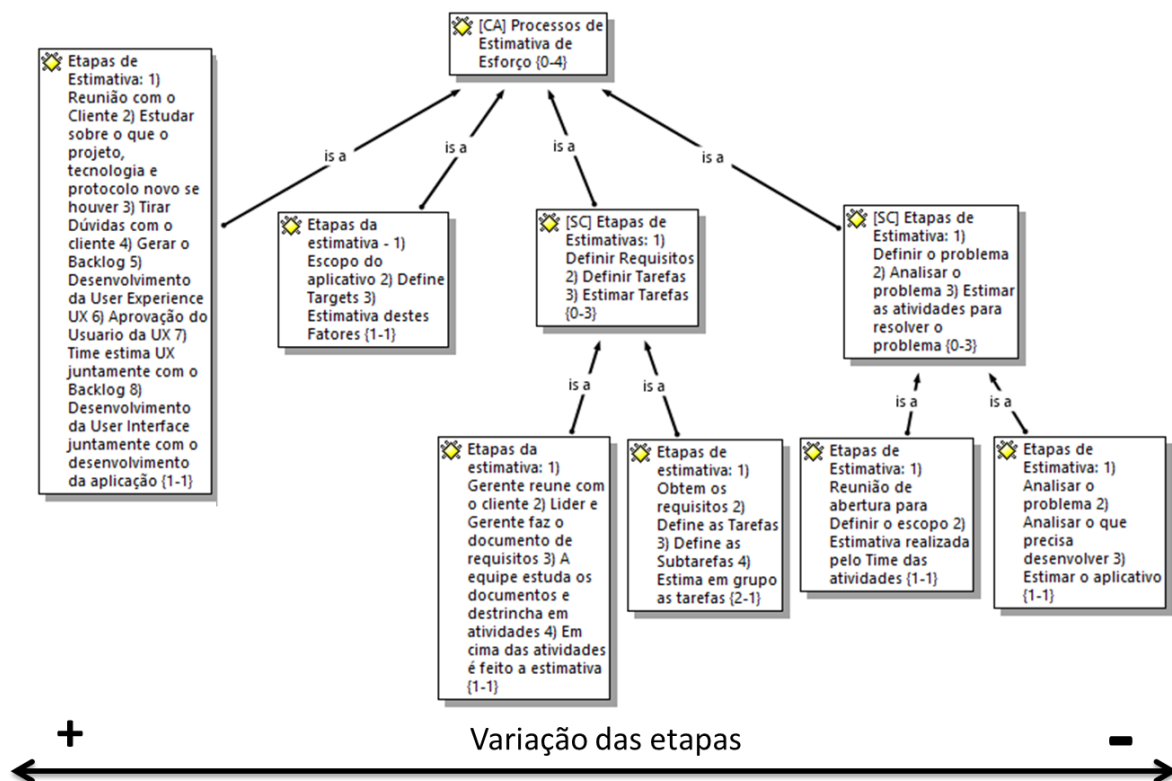 [CA] Processos de
Estimativa de
Esforço {0-4}
Etapas de
Estimativa: 1)
Reunião com o
Cliente 2) Estudar
sobre o que o
projeto,
tecnologia e
protocolo novo se
houver 3) Tirar
Dúvidas com o
cliente 4) Gerar o
Backlog 5)
Desenvolvimento
da User Experience
UX 6) Aprovação do
Usuario da UX 7)
Time estima UX
juntamente com o
Backlog 8)
Desenvolvimento
da User Interface
juntamente com o
desenvolvimento
da aplicação {1-1}
is a
is a
is a
is a
Etapas da
estimativa - 1)
Escopo do
aplicativo 2) Define
Targets 3)
Estimativa destes
Fatores {1-1}
[SC] Etapas de
Estimativas: 1)
Definir Requisitos
2) Definir Tarefas
3) Estimar Tarefas
{0-3}
[SC] Etapas de
Estimativa: 1)
Definir o problema
2) Analisar o
problema 3) Estimar
as atividades para
resolver o
problema {0-3}
is a
is a
is a
is a
Etapas da
estimativa: 1)
Gerente reune com
o cliente 2) Lider e
Gerente faz o
documento de
requisitos 3) A
equipe estuda os
documentos e
destrincha em
atividades 4) Em
cima das atividades
é feito a estimativa
{1-1}
Etapas de
estimativa: 1)
Obtem os
requisitos 2)
Define as Tarefas
3) Define as
Subtarefas 4)
Estima em grupo
as tarefas {2-1}
Etapas de
Estimativa: 1)
Reunião de
abertura para
Definir o escopo 2)
Estimativa realizada
pelo Time das
atividades {1-1}
Etapas de
Estimativa: 1)
Analisar o
problema 2)
Analisar o que
precisa
desenvolver 3)
Estimar o aplicativo
{1-1}
+
Variação das etapas
-